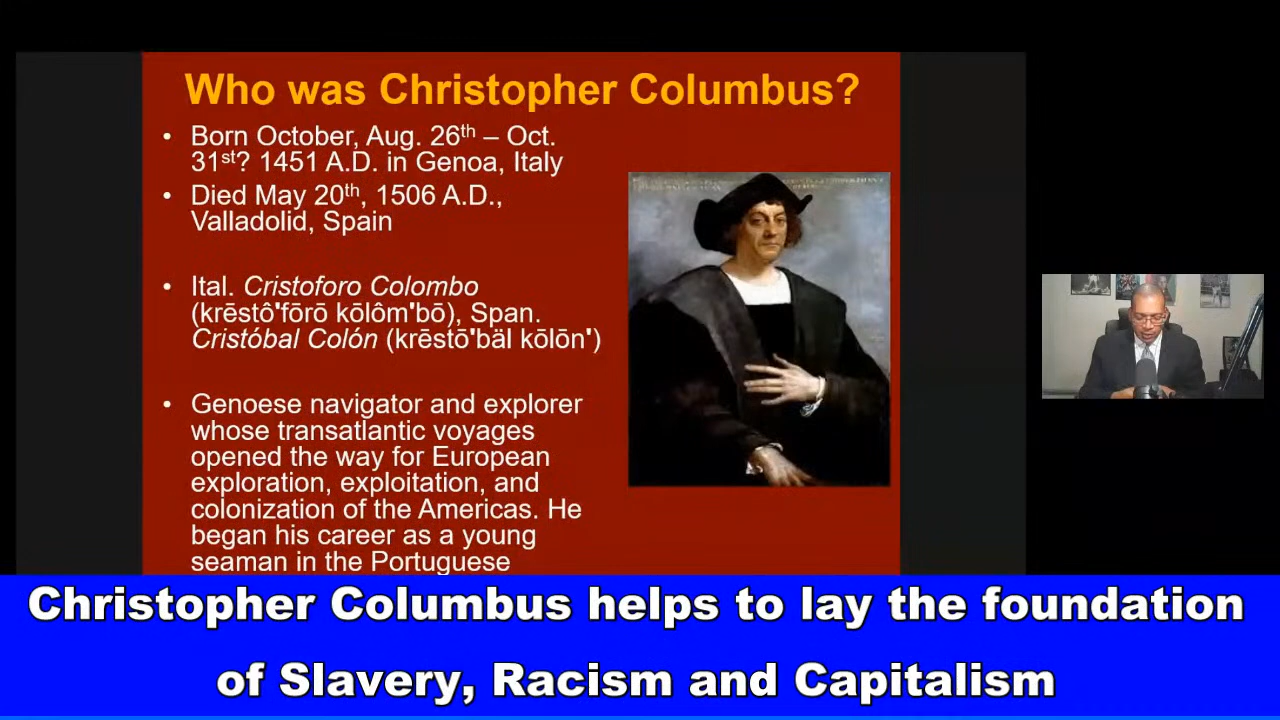 Who was Christopher Columbus?
• Born October, Aug. 26th – Oct.
31st? 1451 A.D. in Genoa, Italy
• Died May 20th, 1506 A.D.,
Valladolid, Spain
• Ital. Cristoforo Colombo
(krēstô'fōrō kōlôm'bō), Span.
Cristóbal Colón (krēstō'bäl kōlōn')
• Genoese navigator and explorer
whose transatlantic voyages
opened the way for European
exploration, exploitation, and
colonization of the Americas. He
began his career as a young
seaman in the Portuguese
Christopher Columbus helps to lay the foundation
of Slavery, Racism and Capitalism